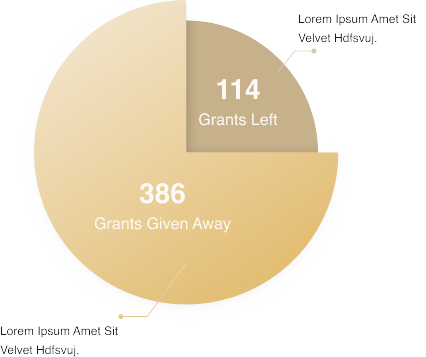 Lorem Ipsum Amet Sit
Velvet Hdfsvuj.
114
Grants Left
386
Grants Given Away
Lorem Ipsum Amet Sit
Velvet Hdfsvuj.